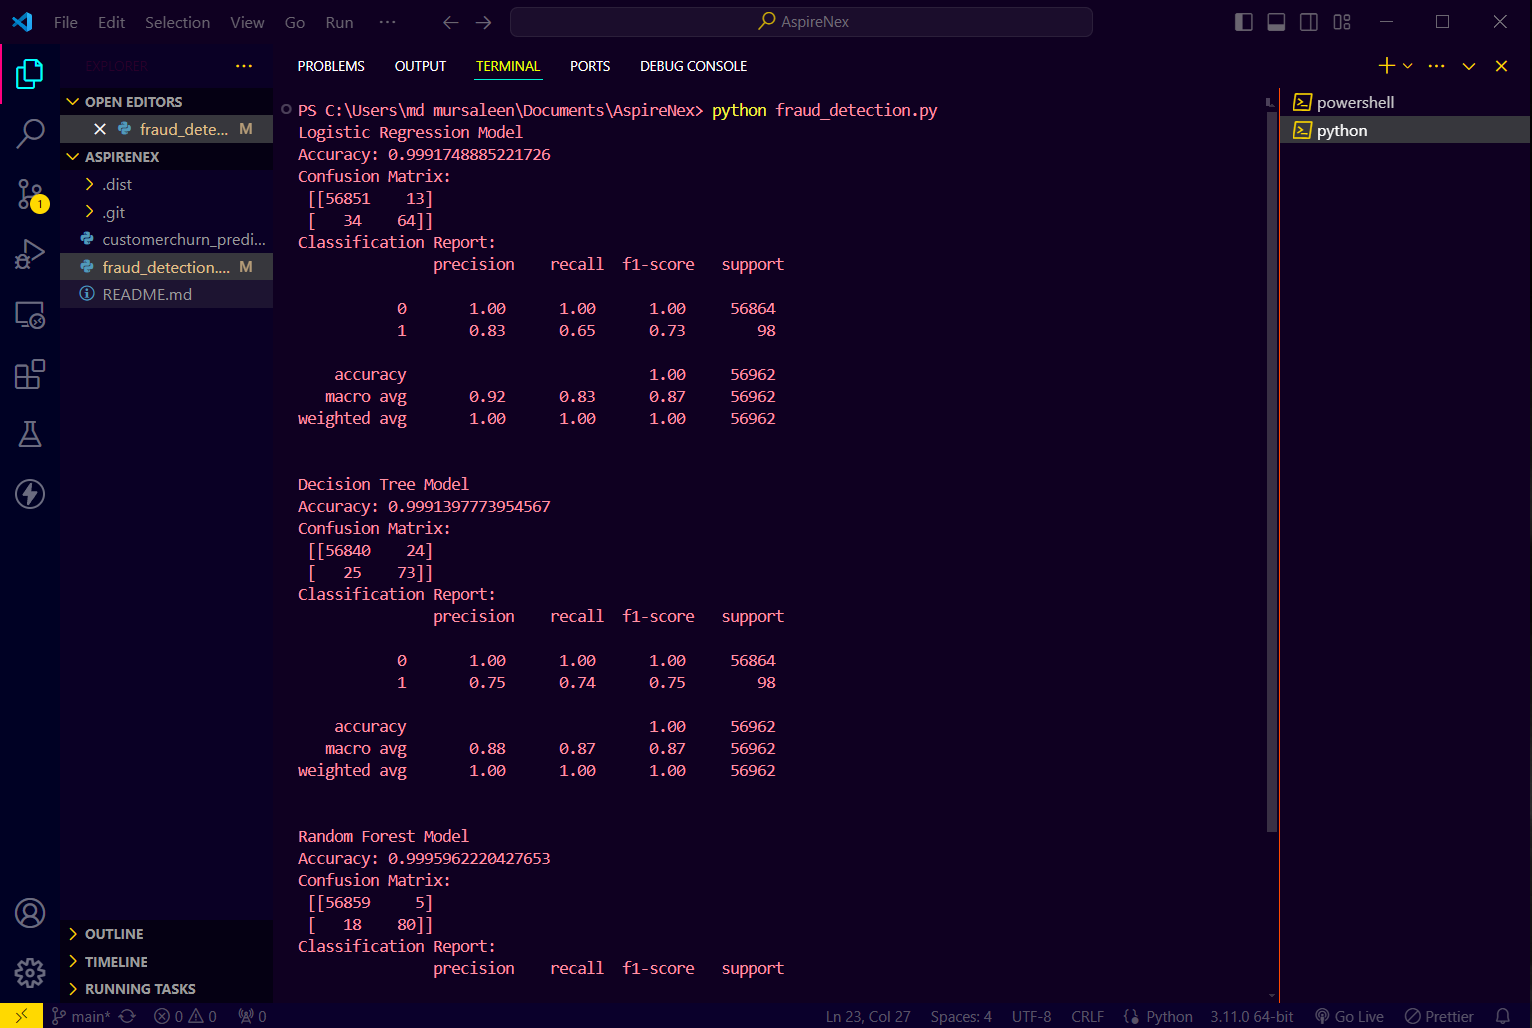 File Edit Selection View Go Run ··· AspireNex
EXPLORER
OPEN EDITORS
fraud_dete... M
ASPIRENEX
.dist
.git
customerchurn_predi...
fraud_detection.... M
README.md
OUTLINE
TIMELINE
RUNNING TASKS
1
PROBLEMS OUTPUT TERMINAL PORTS DEBUG CONSOLE
PS C:\Users\md mursaleen\Documents\AspireNex> python fraud_detection.py
Logistic Regression Model
Accuracy: 0.9991748885221726
Confusion Matrix:
[[56851 13]
[ 34 64]]
Classification Report:
precision recall f1-score support
0 1.00 1.00 1.00 56864
1 0.83 0.65 0.73 98
accuracy 1.00 56962
macro avg 0.92 0.83 0.87 56962
weighted avg 1.00 1.00 1.00 56962
Decision Tree Model
Accuracy: 0.9991397773954567
Confusion Matrix:
[[56840 24]
[ 25 73]]
Classification Report:
precision recall f1-score support
0 1.00 1.00 1.00 56864
1 0.75 0.74 0.75 98
accuracy 1.00 56962
macro avg 0.88 0.87 0.87 56962
weighted avg 1.00 1.00 1.00 56962
Random Forest Model
Accuracy: 0.9995962220427653
Confusion Matrix:
[[56859 5]
[ 18 80]]
Classification Report:
precision recall f1-score support
powershell
python
main* 0 0 0 Ln 23, Col 27 Spaces: 4 UTF-8 CRLF Python 3.11.0 64-bit Go Live Prettier